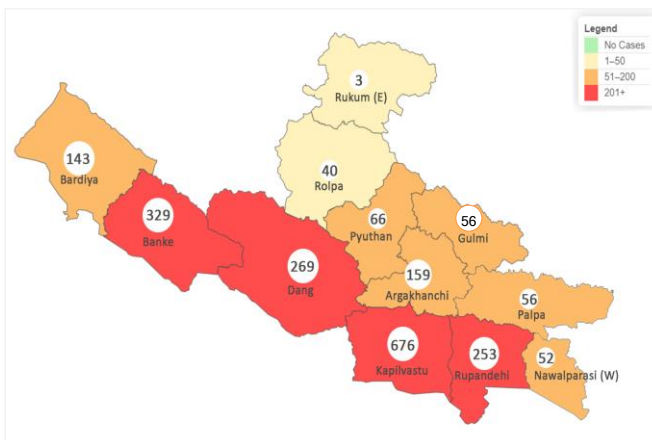 Legend
No Cases
1–50
51–200
201+
3
Rukum (E)
40
Rolpa
143
Bardiya
329
Banke
66
Pyuthan
56
Gulmi
269
Dang
159
Argakhanchi
56
Palpa
676
Kapilvastu
253
Rupandehi
52
Nawalparasi (W)